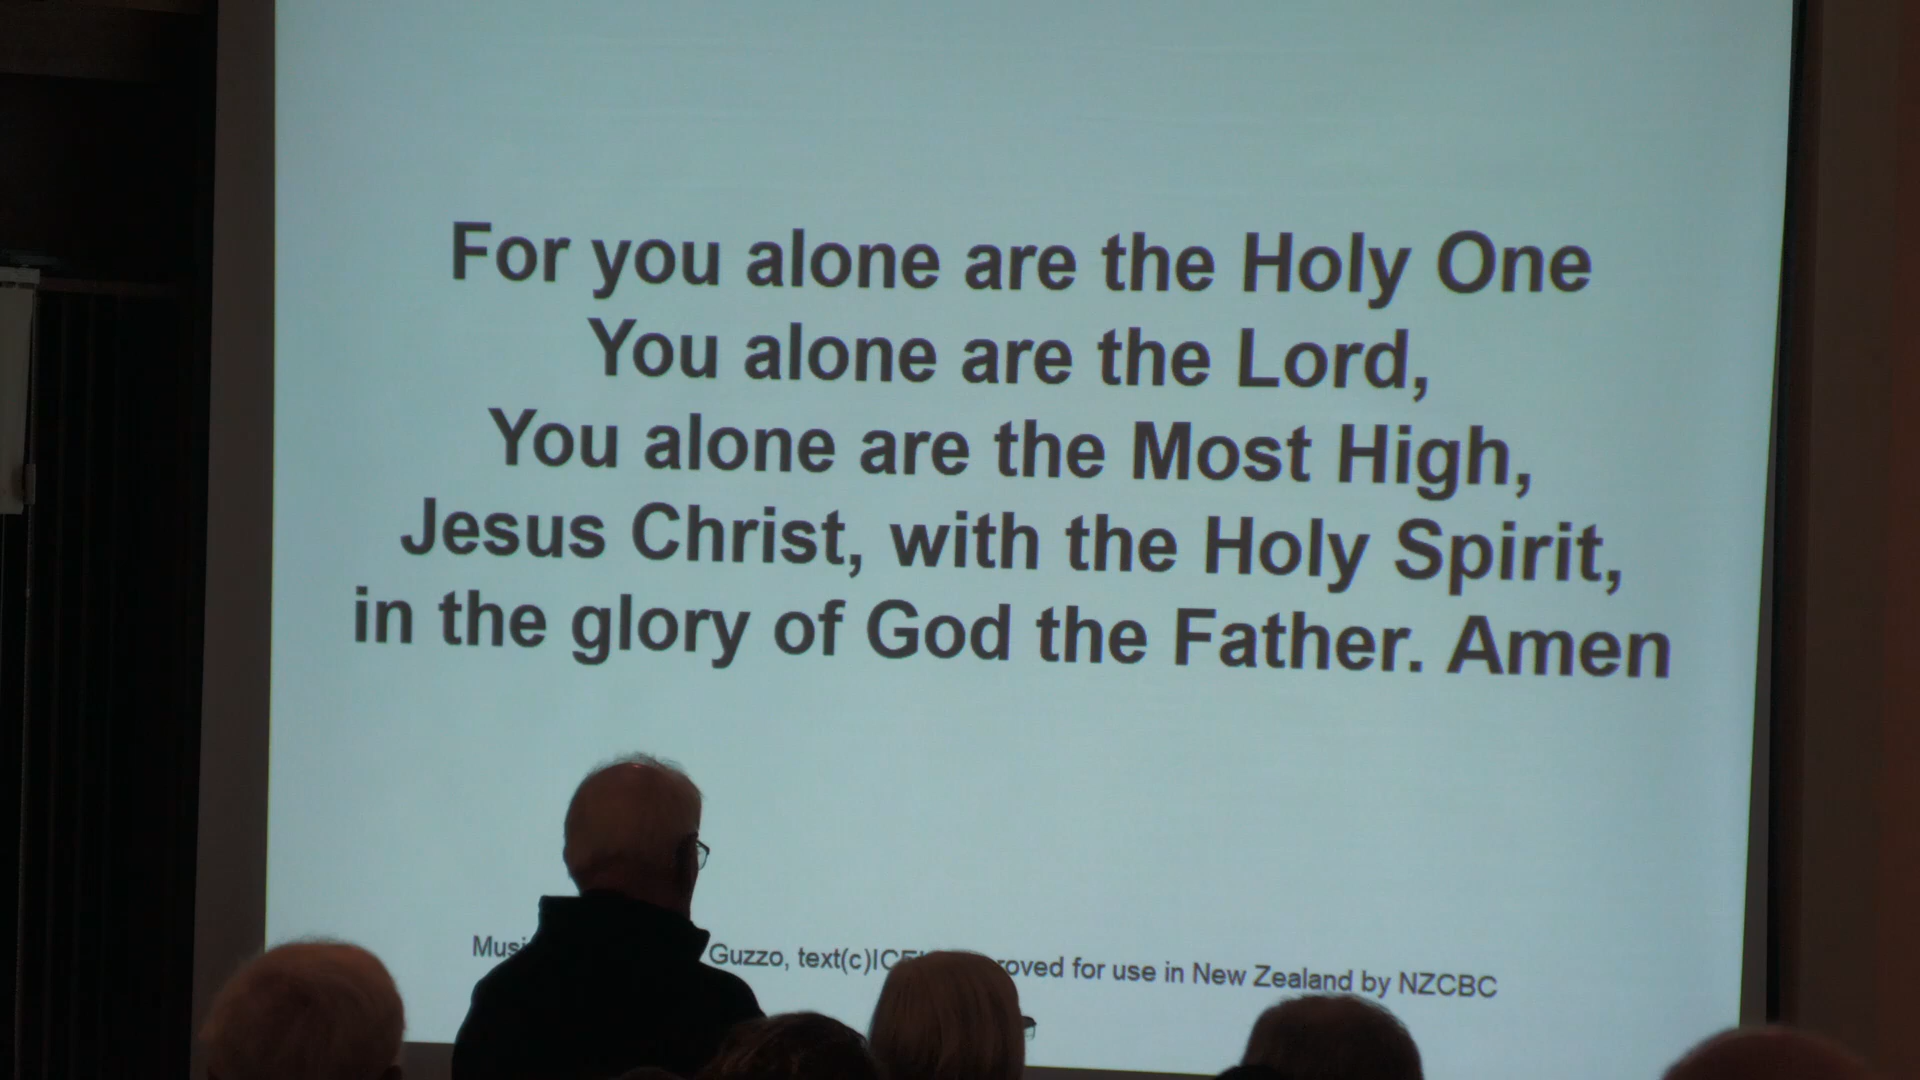 For you alone are the Holy One
You alone are the Lord,
You alone are the Most High,
Jesus Christ, with the Holy Spirit,
in the glory of God the Father. Amen
Guzzo, text(c) for use in New Zealand by NZCBC